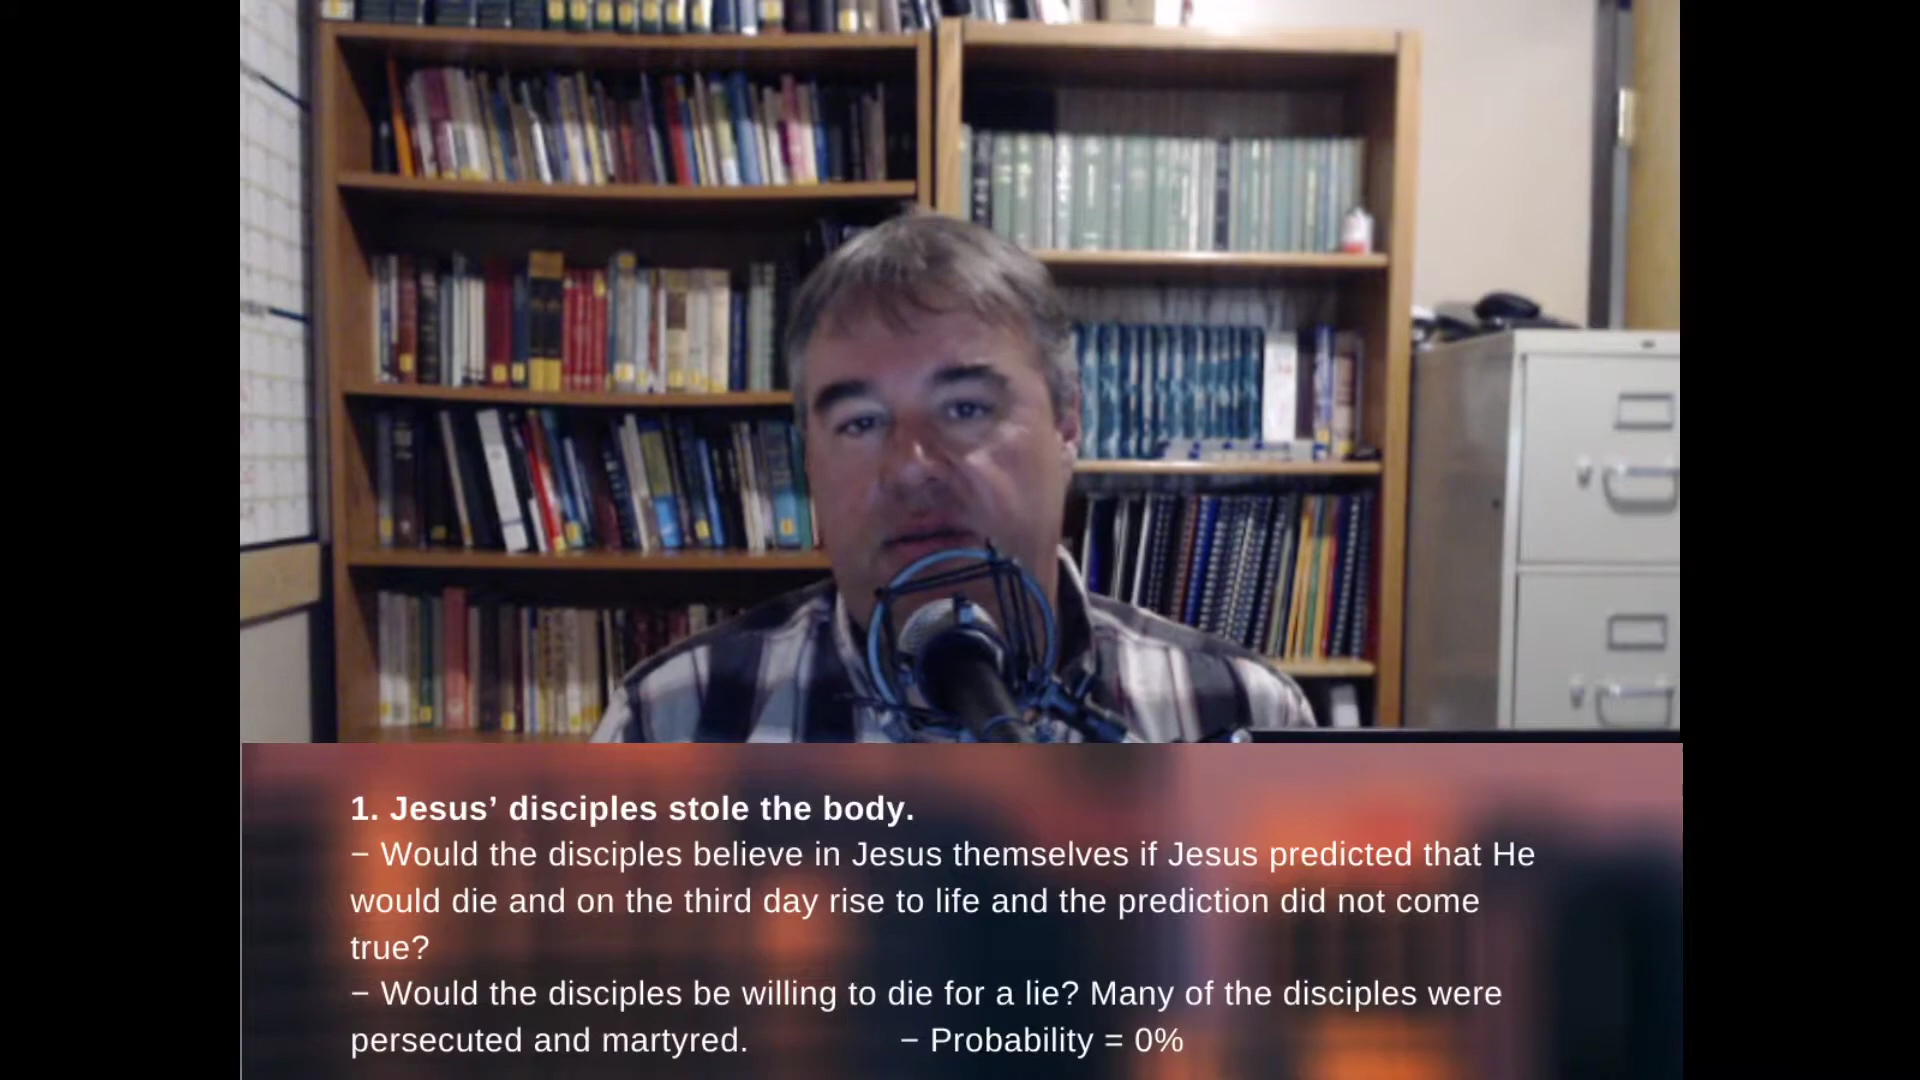 1. Jesus’ disciples stole the body.
– Would the disciples believe in Jesus themselves if Jesus predicted that He
would die and on the third day rise to life and the prediction did not come
true?
– Would the disciples be willing to die for a lie? Many of the disciples were
persecuted and martyred. – Probability = 0%